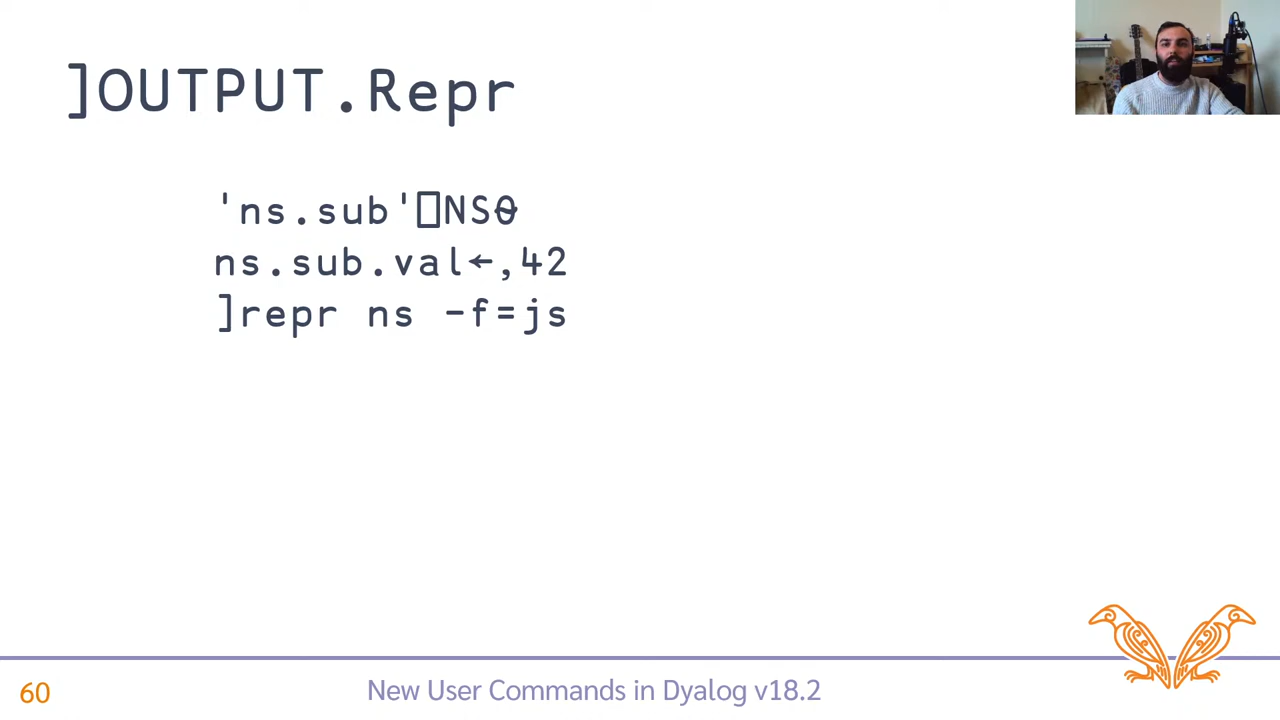 ]OUTPUT.Repr
'ns.sub'⎕NS⍬
ns.sub.val←,42
]repr ns -f=js
60
New User Commands in Dyalog v18.2